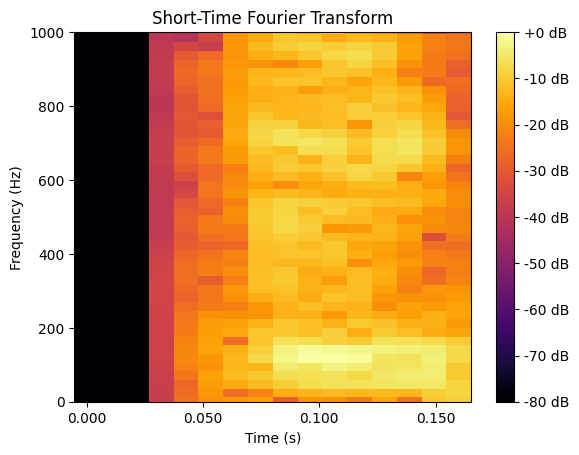 Short-Time Fourier Transform
1000
800
600
400
200
0
Frequency (Hz)
0.000
0.050
0.100
0.150
Time (s)
+0 dB
-10 dB
-20 dB
-30 dB
-40 dB
-50 dB
-60 dB
-70 dB
-80 dB